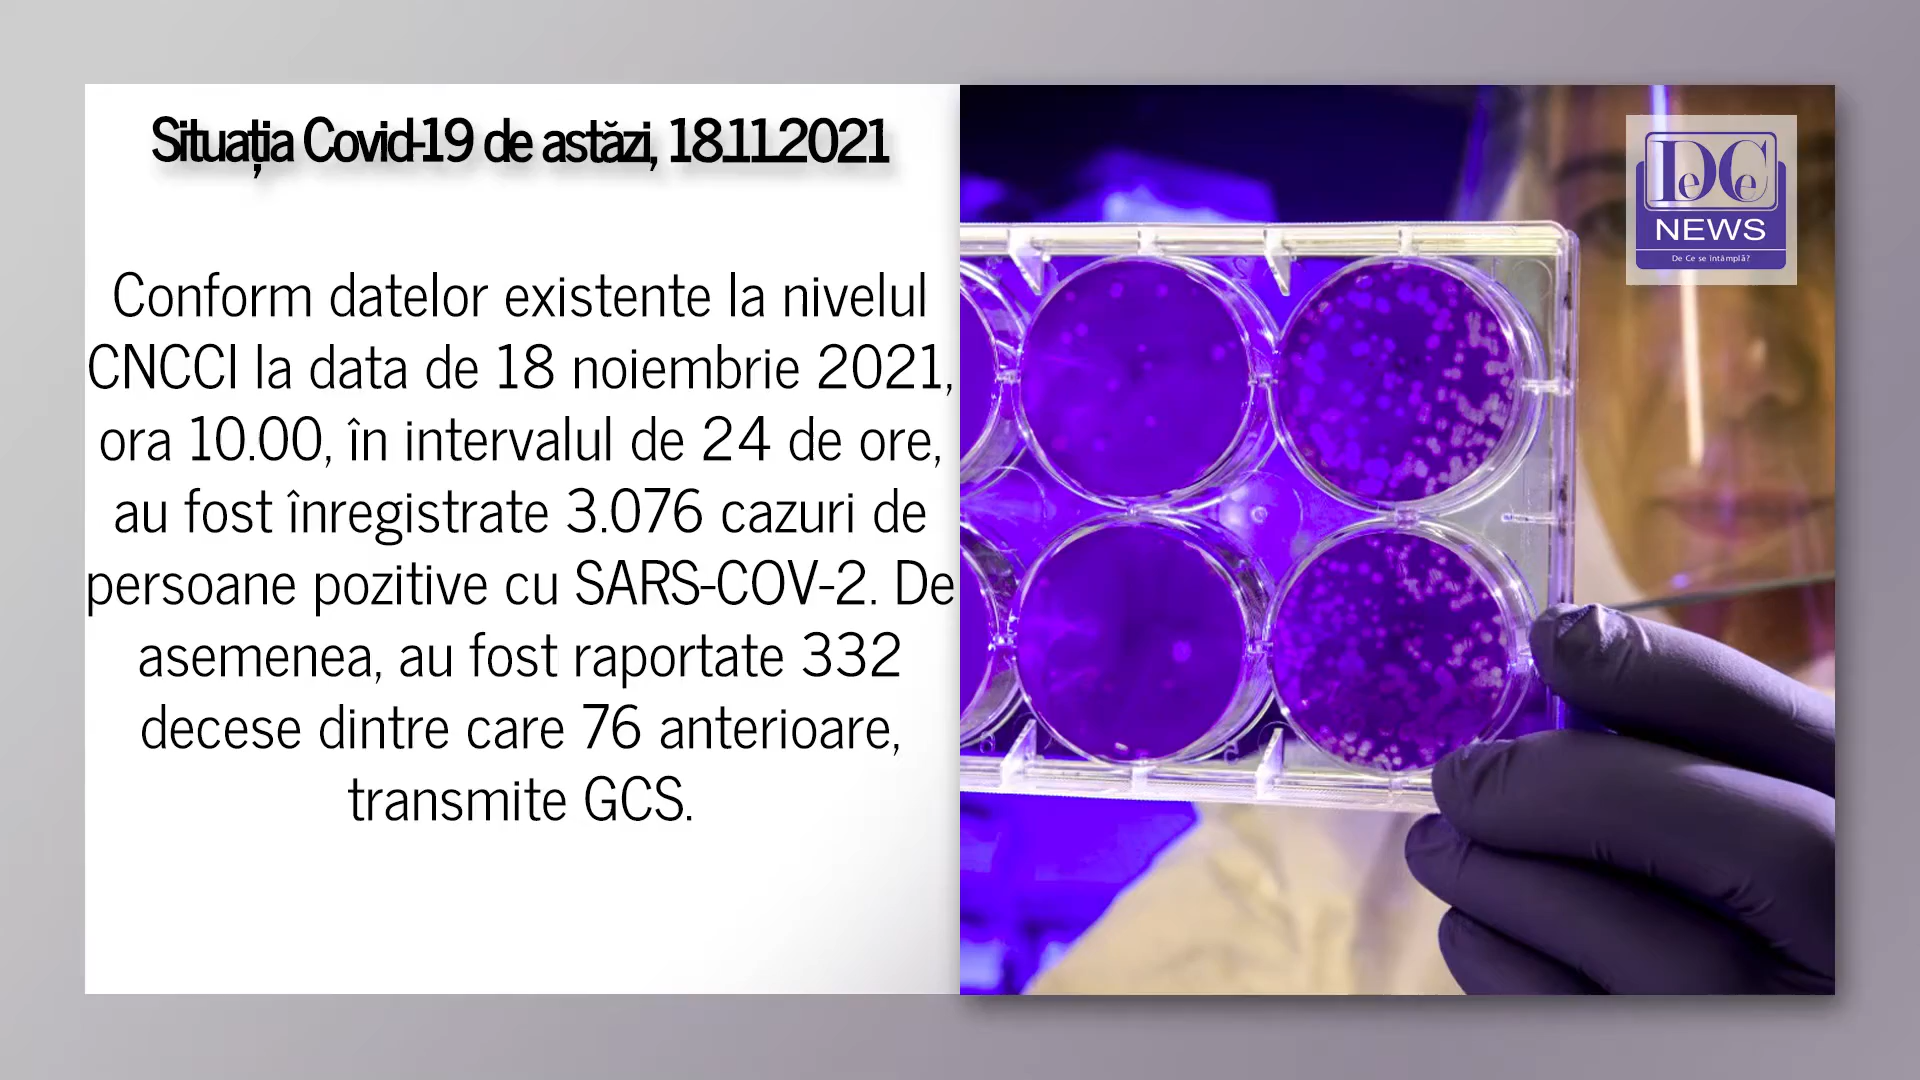 Situația Covid-19 de astăzi, 18.11.2021
Conform datelor existente la nivelul
CNCCI la data de 18 noiembrie 2021,
ora 10.00, în intervalul de 24 de ore,
au fost înregistrate 3.076 cazuri de
persoane pozitive cu SARS-COV-2. De
asemenea, au fost raportate 332
decese dintre care 76 anterioare,
transmite GCS.
DeCe
NEWS
De Ce se întâmplă?